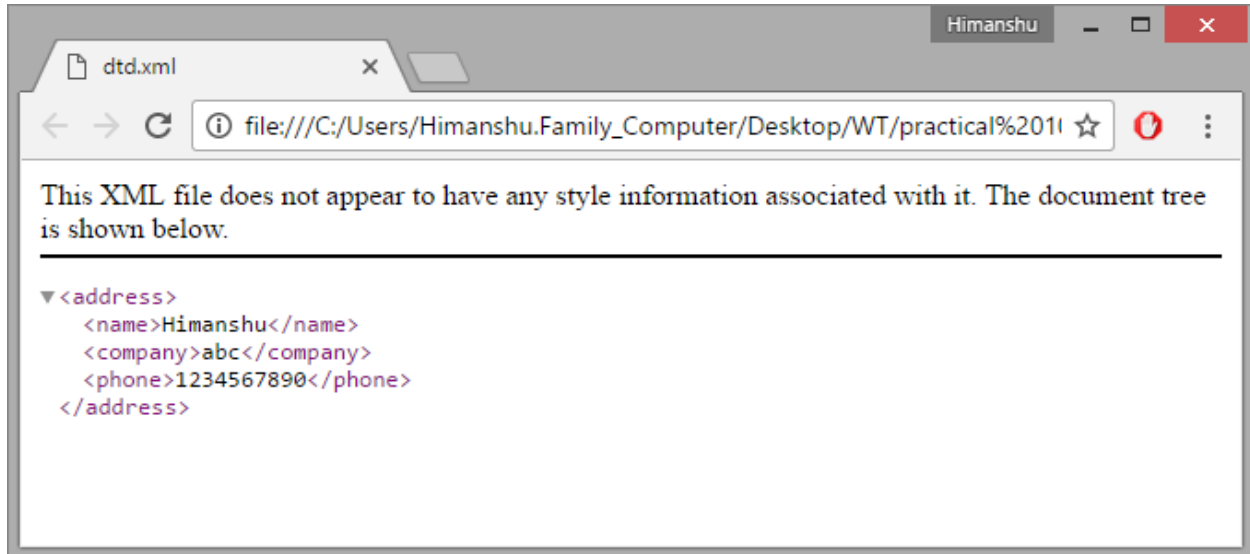 Himanshu
dtd.xml
file:///C:/Users/Himanshu.Family_Computer/Desktop/WT/practical%201
This XML file does not appear to have any style information associated with it. The document tree
is shown below.
▼<address>
<name>Himanshu</name>
<company>abc</company>
<phone>1234567890</phone>
</address>